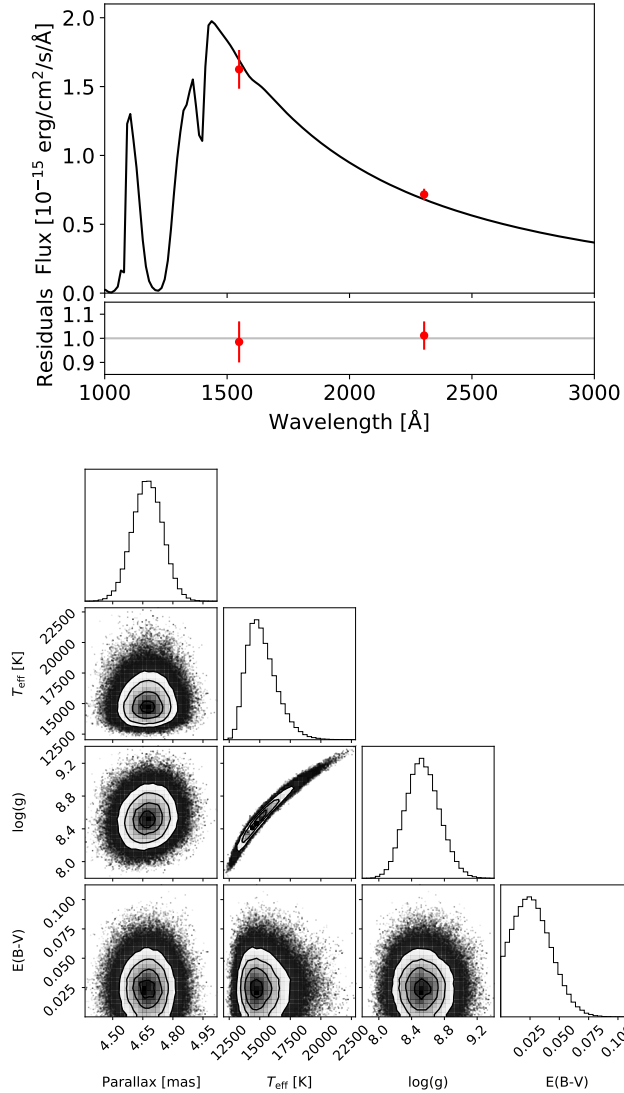 2.0
1.5
1.0
0.5
0.0
Flux [10⁻¹⁵ erg/cm²/s/Å]
1.1
1.0
0.9
Residuals
1000 1500 2000 2500 3000
Wavelength [Å]
22500
20000
17500
15000
12500
T_eff [K]
9.2
8.8
8.4
8.0
log(g)
0.100
0.075
0.050
0.025
E(B-V)
4.50 4.65 4.80 4.95
12500 15000 17500 20000 22500
8.0 8.4 8.8 9.2
0.025 0.050 0.075 0.100
Parallax [mas] T_eff [K] log(g) E(B-V)